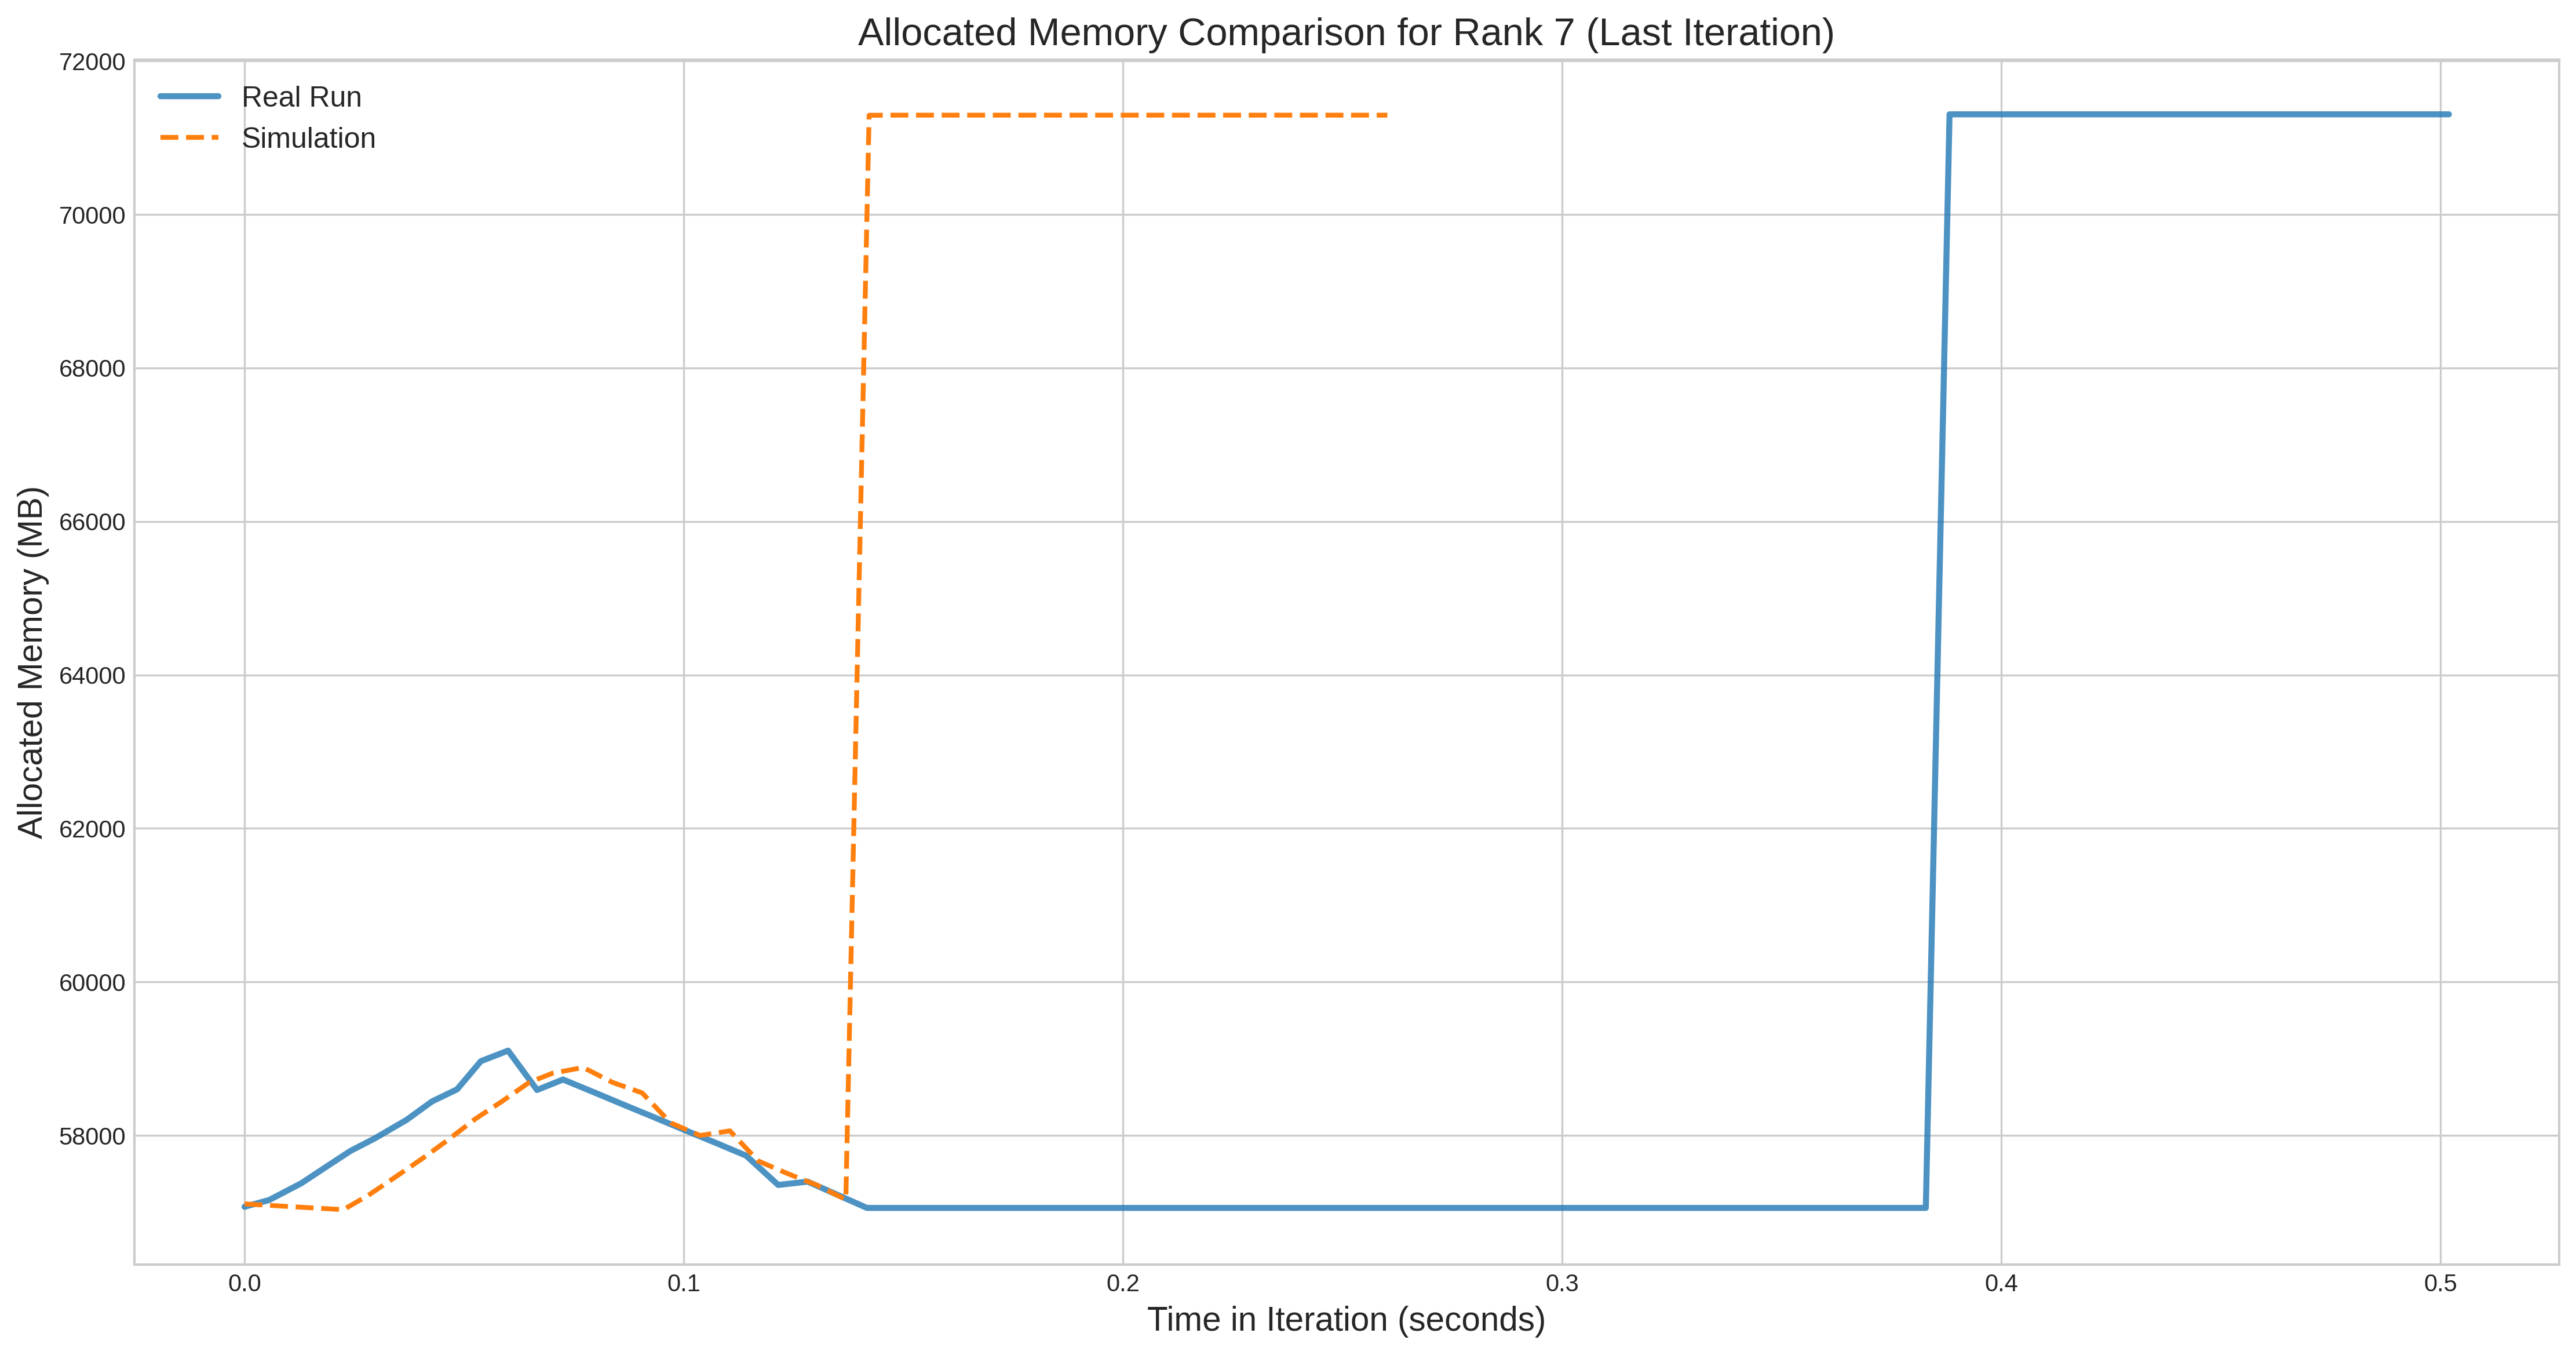 Allocated Memory Comparison for Rank 7 (Last Iteration)
Real Run
Simulation
Allocated Memory (MB)
72000
70000
68000
66000
64000
62000
60000
58000
0.0 0.1 0.2 0.3 0.4 0.5
Time in Iteration (seconds)